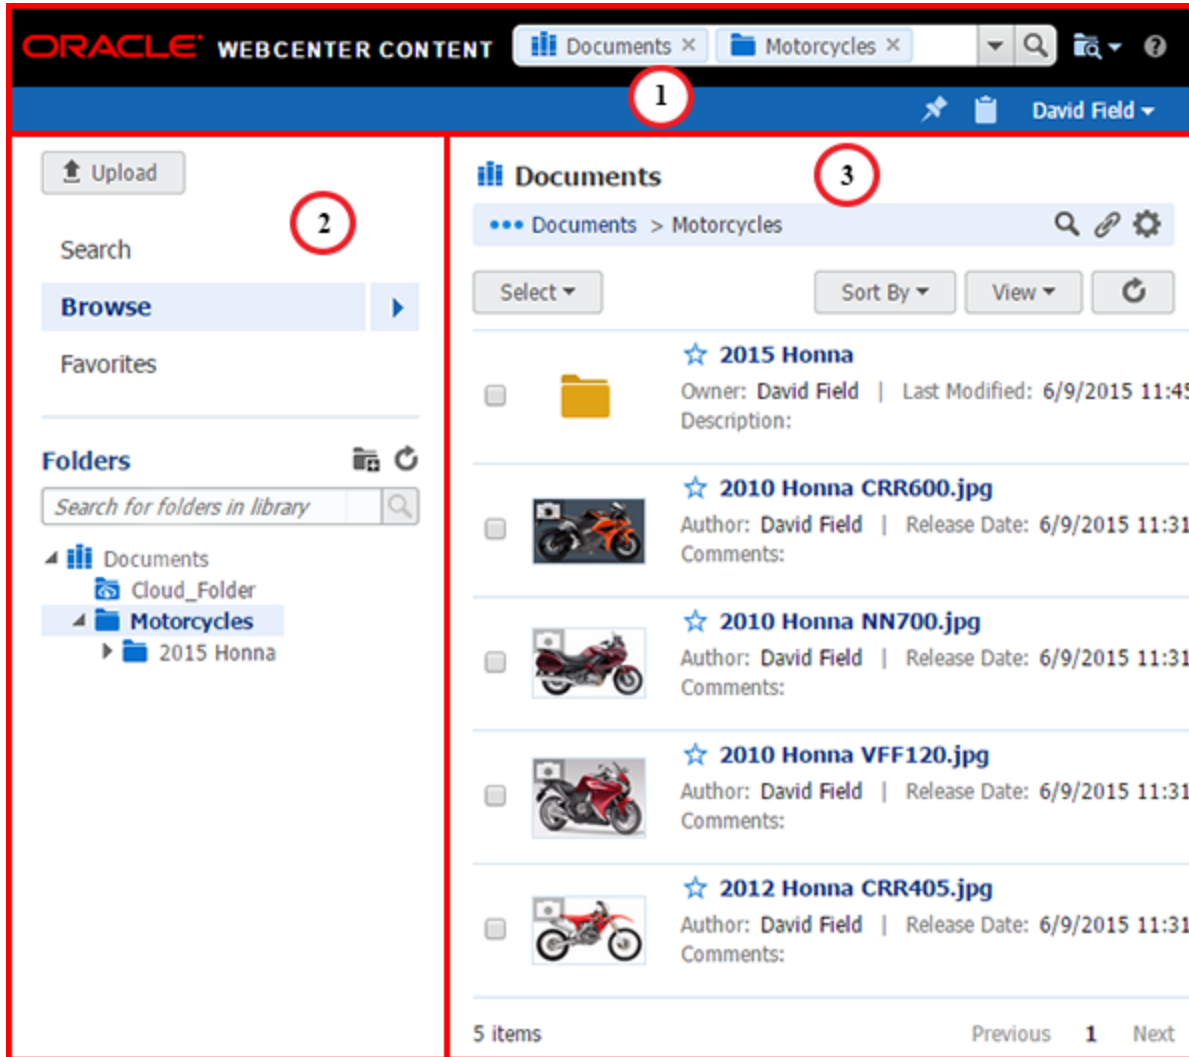 ORACLE WEBCENTER CONTENT Documents × Motorcycles ×
1
David Field
Upload
2
Search
Browse
Favorites
Folders
Search for folders in library
Documents
Cloud_Folder
Motorcycles
2015 Honna
Documents
3
Documents > Motorcycles
Select Sort By View
2015 Honna
Owner: David Field | Last Modified: 6/9/2015 11:45
Description:
2010 Honna CRR600.jpg
Author: David Field | Release Date: 6/9/2015 11:31
Comments:
2010 Honna NN700.jpg
Author: David Field | Release Date: 6/9/2015 11:31
Comments:
2010 Honna VFF120.jpg
Author: David Field | Release Date: 6/9/2015 11:31
Comments:
2012 Honna CRR405.jpg
Author: David Field | Release Date: 6/9/2015 11:31
Comments:
5 items Previous 1 Next